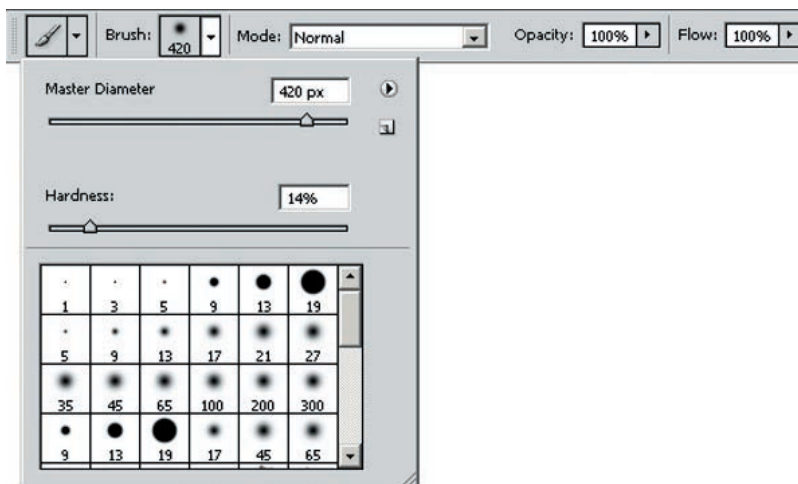 Brush: 420 Mode: Normal Opacity: 100% Flow: 100%
Master Diameter 420 px
Hardness: 14%
1 3 5 9 13 19
5 9 13 17 21 27
35 45 65 100 200 300
9 13 19 17 45 65